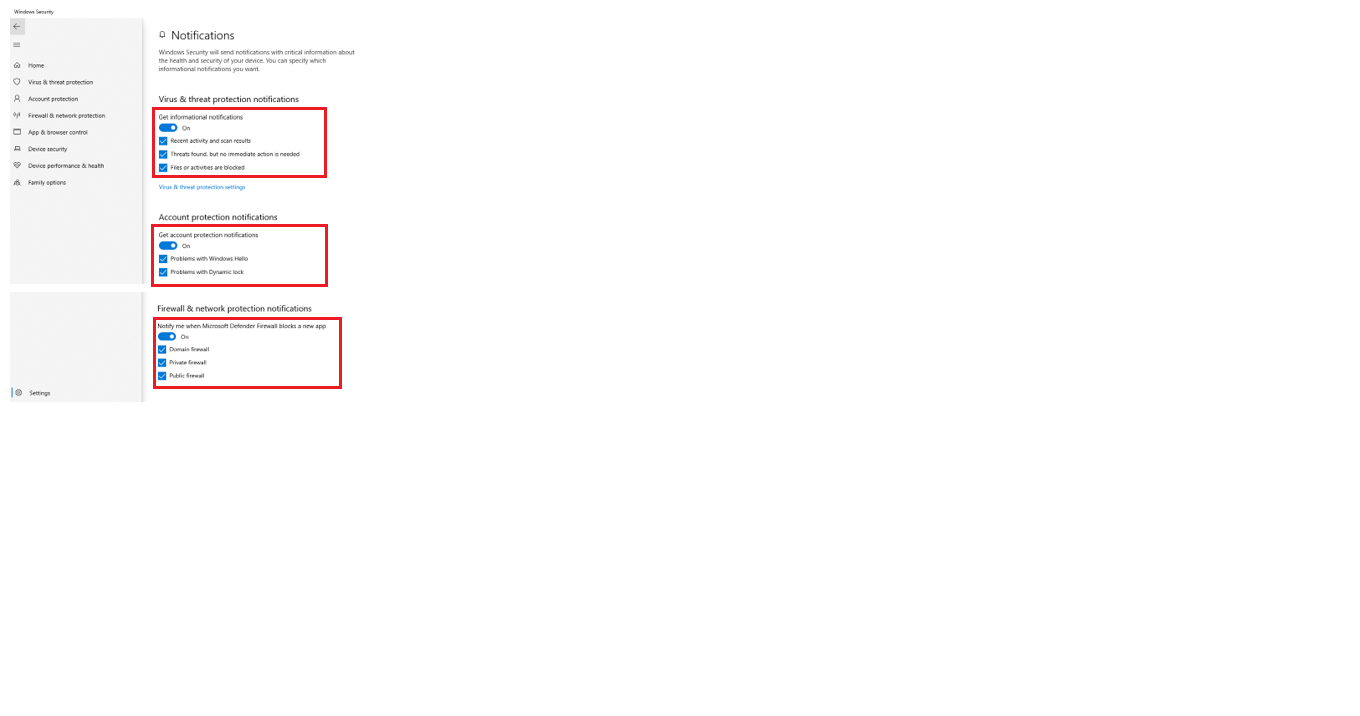 Windows Security
Home
Virus & threat protection
Account protection
Firewall & network protection
App & browser control
Device security
Device performance & health
Family options
Settings
Notifications
Windows Security will send notifications with critical information about
the health and security of your device. You can specify which
informational notifications you want.
Virus & threat protection notifications
Get informational notifications
On
Recent activity and scan results
Threats found, but no immediate action is needed
Files or activities are blocked
Virus & threat protection settings
Account protection notifications
Get account protection notifications
On
Problems with Windows Hello
Problems with Dynamic lock
Firewall & network protection notifications
Notify me when Microsoft Defender Firewall blocks a new app
On
Domain firewall
Private firewall
Public firewall